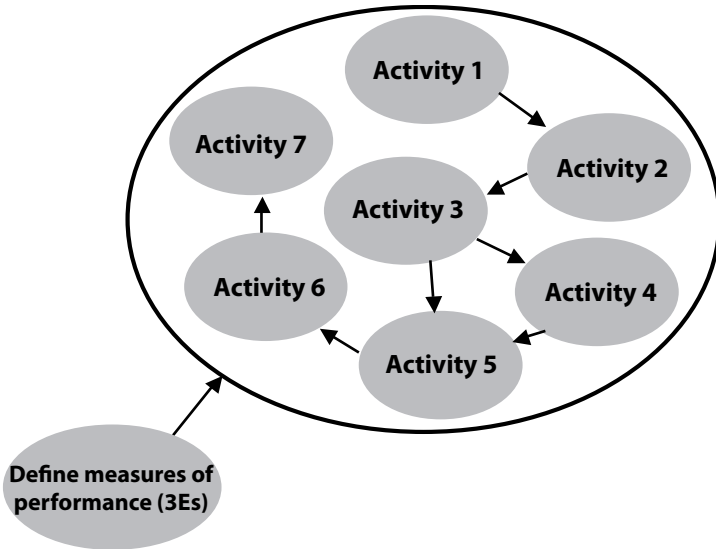 Activity 1
Activity 7
Activity 2
Activity 3
Activity 6
Activity 4
Activity 5
Define measures of
performance (3Es)